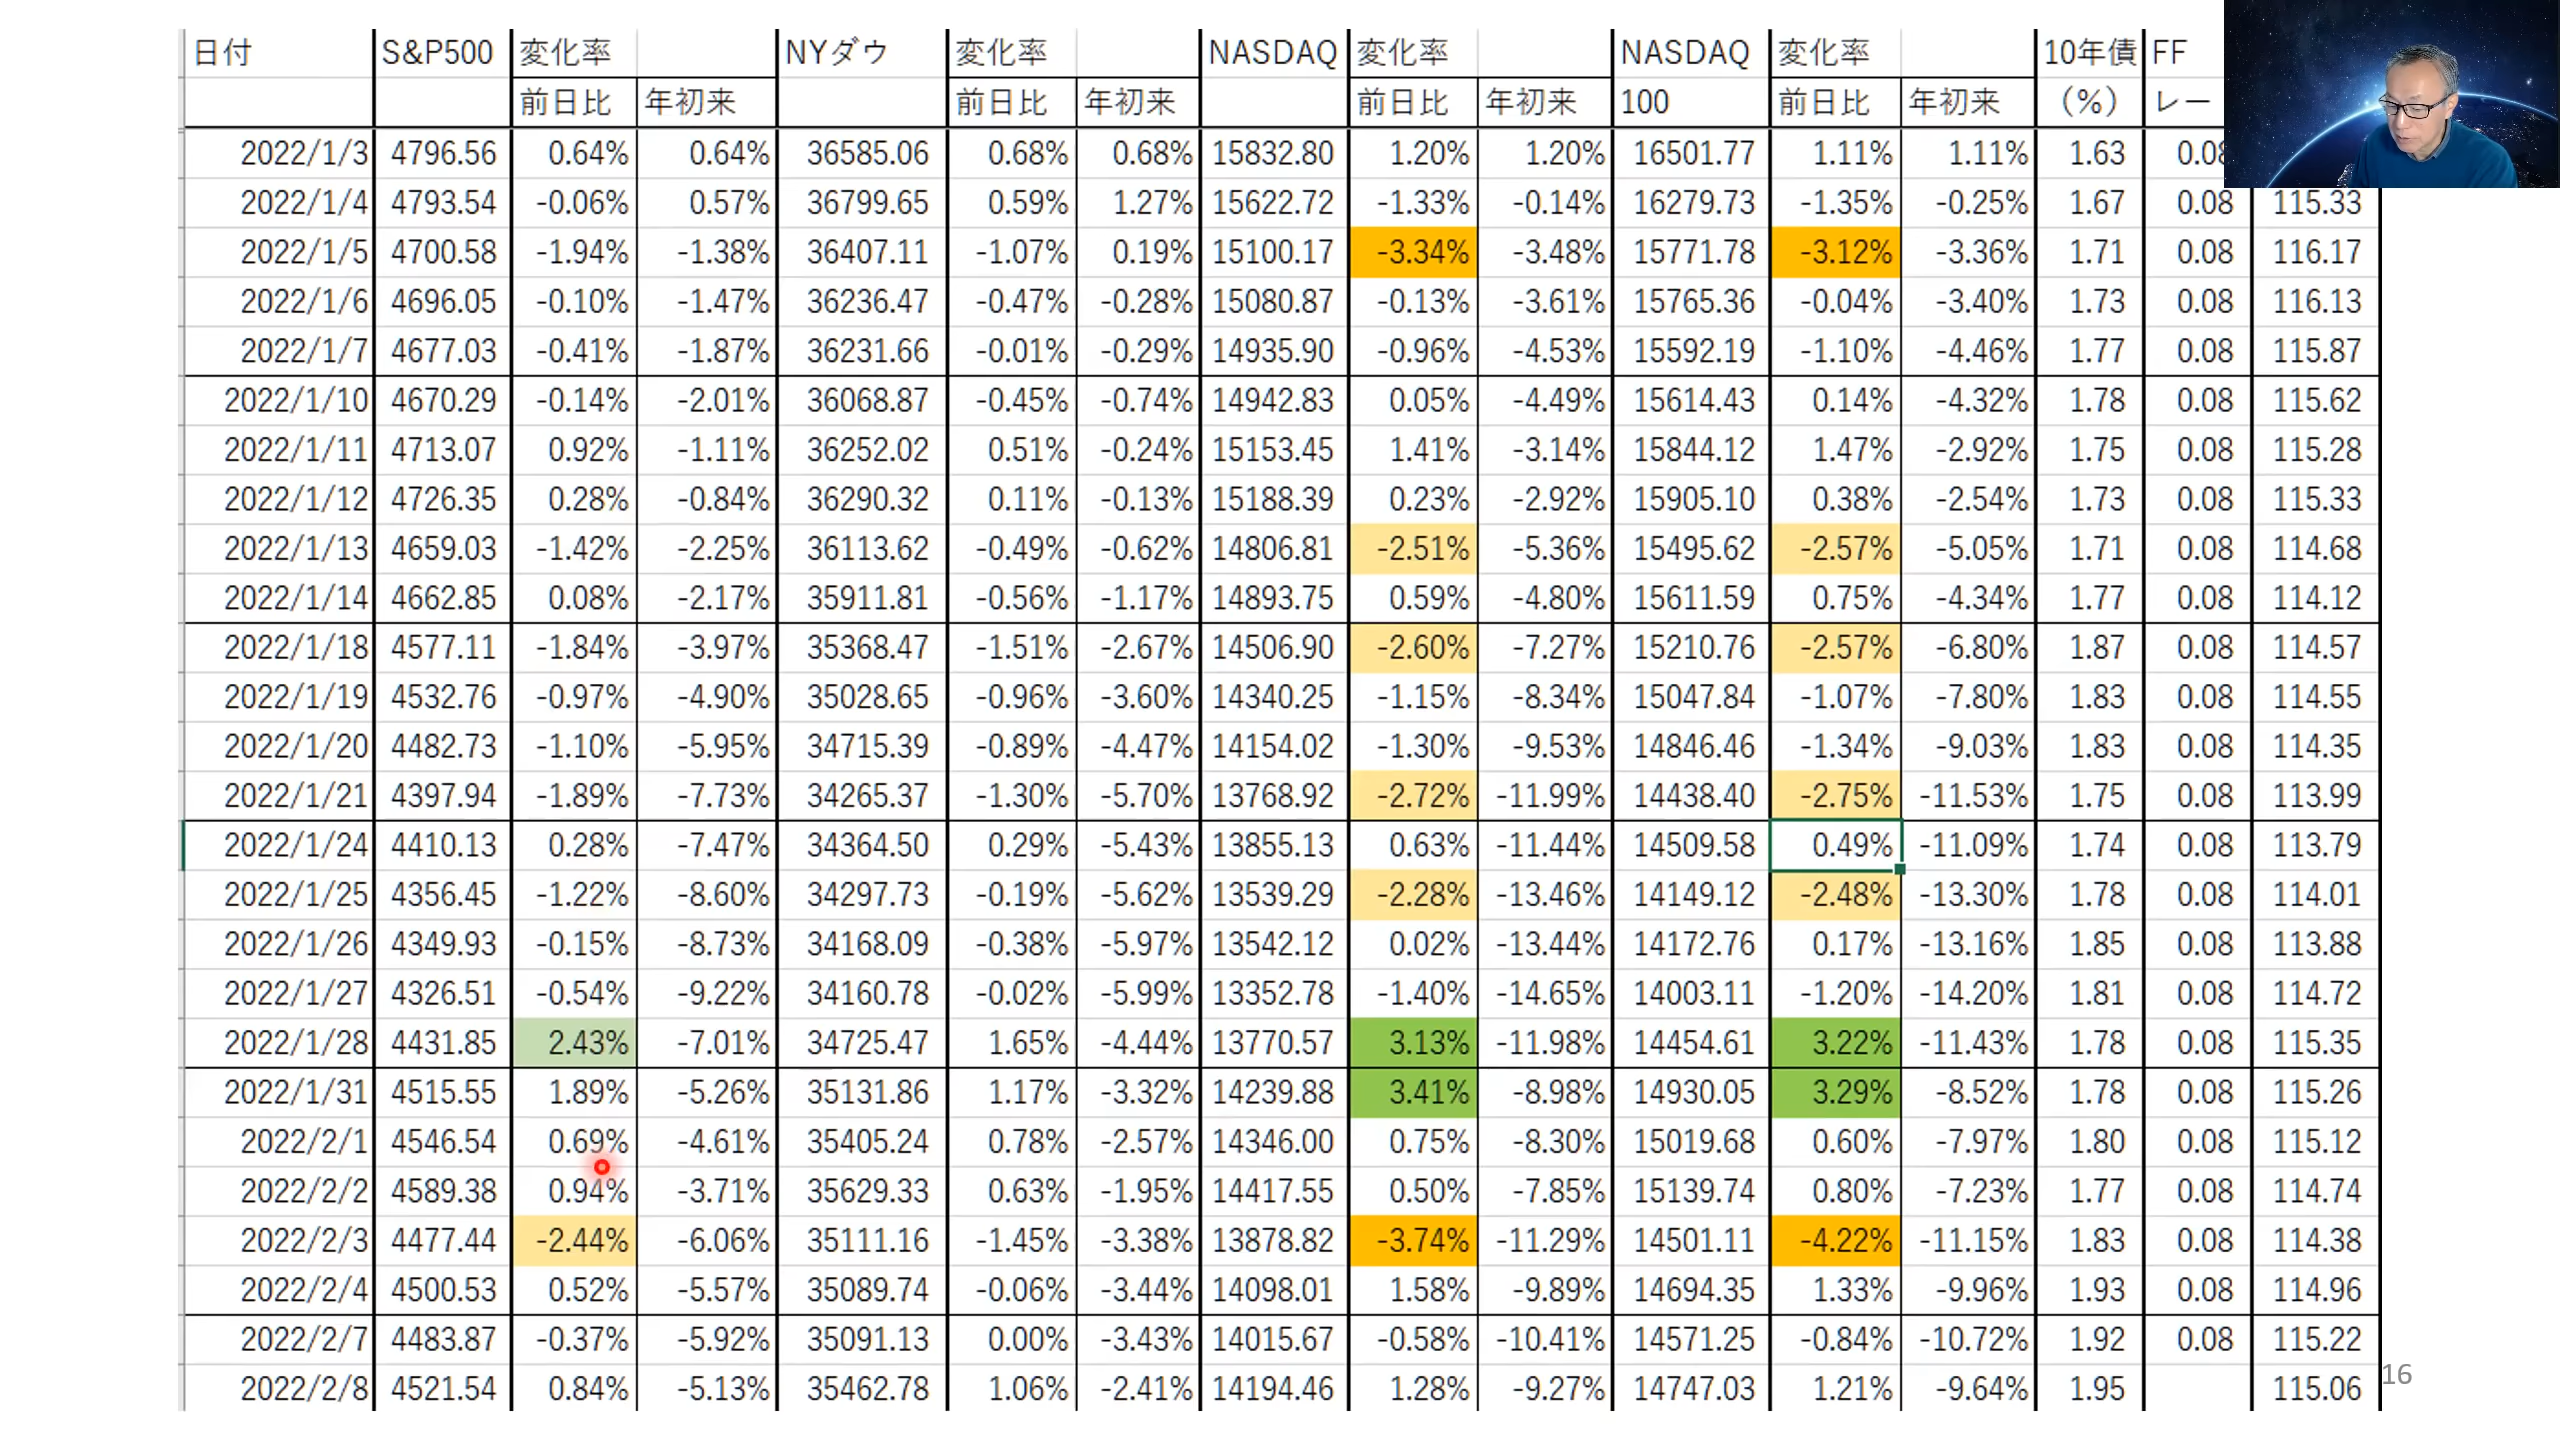 日付 S&P500 変化率 NYダウ 変化率 NASDAQ 変化率 NASDAQ 変化率 10年債 FF
前日比 年初来 前日比 年初来 前日比 年初来 100 前日比 年初来 (%) レー
2022/1/3 4796.56 0.64% 0.64% 36585.06 0.68% 0.68% 15832.80 1.20% 1.20% 16501.77 1.11% 1.11% 1.63 0.08
2022/1/4 4793.54 -0.06% 0.57% 36799.65 0.59% 1.27% 15622.72 -1.33% -0.14% 16279.73 -1.35% -0.25% 1.67 0.08 115.33
2022/1/5 4700.58 -1.94% -1.38% 36407.11 -1.07% 0.19% 15100.17 -3.34% -3.48% 15771.78 -3.12% -3.36% 1.71 0.08 116.17
2022/1/6 4696.05 -0.10% -1.47% 36236.47 -0.47% -0.28% 15080.87 -0.13% -3.61% 15765.36 -0.04% -3.40% 1.73 0.08 116.13
2022/1/7 4677.03 -0.41% -1.87% 36231.66 -0.01% -0.29% 14935.90 -0.96% -4.53% 15592.19 -1.10% -4.46% 1.77 0.08 115.87
2022/1/10 4670.29 -0.14% -2.01% 36068.87 -0.45% -0.74% 14942.83 0.05% -4.49% 15614.43 0.14% -4.32% 1.78 0.08 115.62
2022/1/11 4713.07 0.92% -1.11% 36252.02 0.51% -0.24% 15153.45 1.41% -3.14% 15844.12 1.47% -2.92% 1.75 0.08 115.28
2022/1/12 4726.35 0.28% -0.84% 36290.32 0.11% -0.13% 15188.39 0.23% -2.92% 15905.10 0.38% -2.54% 1.73 0.08 115.33
2022/1/13 4659.03 -1.42% -2.25% 36113.62 -0.49% -0.62% 14806.81 -2.51% -5.36% 15495.62 -2.57% -5.05% 1.71 0.08 114.68
2022/1/14 4662.85 0.08% -2.17% 35911.81 -0.56% -1.17% 14893.75 0.59% -4.80% 15611.59 0.75% -4.34% 1.77 0.08 114.12
2022/1/18 4577.11 -1.84% -3.97% 35368.47 -1.51% -2.67% 14506.90 -2.60% -7.27% 15210.76 -2.57% -6.80% 1.87 0.08 114.57
2022/1/19 4532.76 -0.97% -4.90% 35028.65 -0.96% -3.60% 14340.25 -1.15% -8.34% 15047.84 -1.07% -7.80% 1.83 0.08 114.55
2022/1/20 4482.73 -1.10% -5.95% 34715.39 -0.89% -4.47% 14154.02 -1.30% -9.53% 14846.46 -1.34% -9.03% 1.83 0.08 114.35
2022/1/21 4397.94 -1.89% -7.73% 34265.37 -1.30% -5.70% 13768.92 -2.72% -11.99% 14438.40 -2.75% -11.53% 1.75 0.08 113.99
2022/1/24 4410.13 0.28% -7.47% 34364.50 0.29% -5.43% 13855.13 0.63% -11.44% 14509.58 0.49% -11.09% 1.74 0.08 113.79
2022/1/25 4356.45 -1.22% -8.60% 34297.73 -0.19% -5.62% 13539.29 -2.28% -13.46% 14149.12 -2.48% -13.30% 1.78 0.08 114.01
2022/1/26 4349.93 -0.15% -8.73% 34168.09 -0.38% -5.97% 13542.12 0.02% -13.44% 14172.76 0.17% -13.16% 1.85 0.08 113.88
2022/1/27 4326.51 -0.54% -9.22% 34160.78 -0.02% -5.99% 13352.78 -1.40% -14.65% 14003.11 -1.20% -14.20% 1.81 0.08 114.72
2022/1/28 4431.85 2.43% -7.01% 34725.47 1.65% -4.44% 13770.57 3.13% -11.98% 14454.61 3.22% -11.43% 1.78 0.08 115.35
2022/1/31 4515.55 1.89% -5.26% 35131.86 1.17% -3.32% 14239.88 3.41% -8.98% 14930.05 3.29% -8.52% 1.78 0.08 115.26
2022/2/1 4546.54 0.69% -4.61% 35405.24 0.78% -2.57% 14346.00 0.75% -8.30% 15019.68 0.60% -7.97% 1.80 0.08 115.12
2022/2/2 4589.38 0.94% -3.71% 35629.33 0.63% -1.95% 14417.55 0.50% -7.85% 15139.74 0.80% -7.23% 1.77 0.08 114.74
2022/2/3 4477.44 -2.44% -6.06% 35111.16 -1.45% -3.38% 13878.82 -3.74% -11.29% 14501.11 -4.22% -11.15% 1.83 0.08 114.38
2022/2/4 4500.53 0.52% -5.57% 35089.74 -0.06% -3.44% 14098.01 1.58% -9.89% 14694.35 1.33% -9.96% 1.93 0.08 114.96
2022/2/7 4483.87 -0.37% -5.92% 35091.13 0.00% -3.43% 14015.67 -0.58% -10.41% 14571.25 -0.84% -10.72% 1.92 0.08 115.22
2022/2/8 4521.54 0.84% -5.13% 35462.78 1.06% -2.41% 14194.46 1.28% -9.27% 14747.03 1.21% -9.64% 1.95 115.06
16